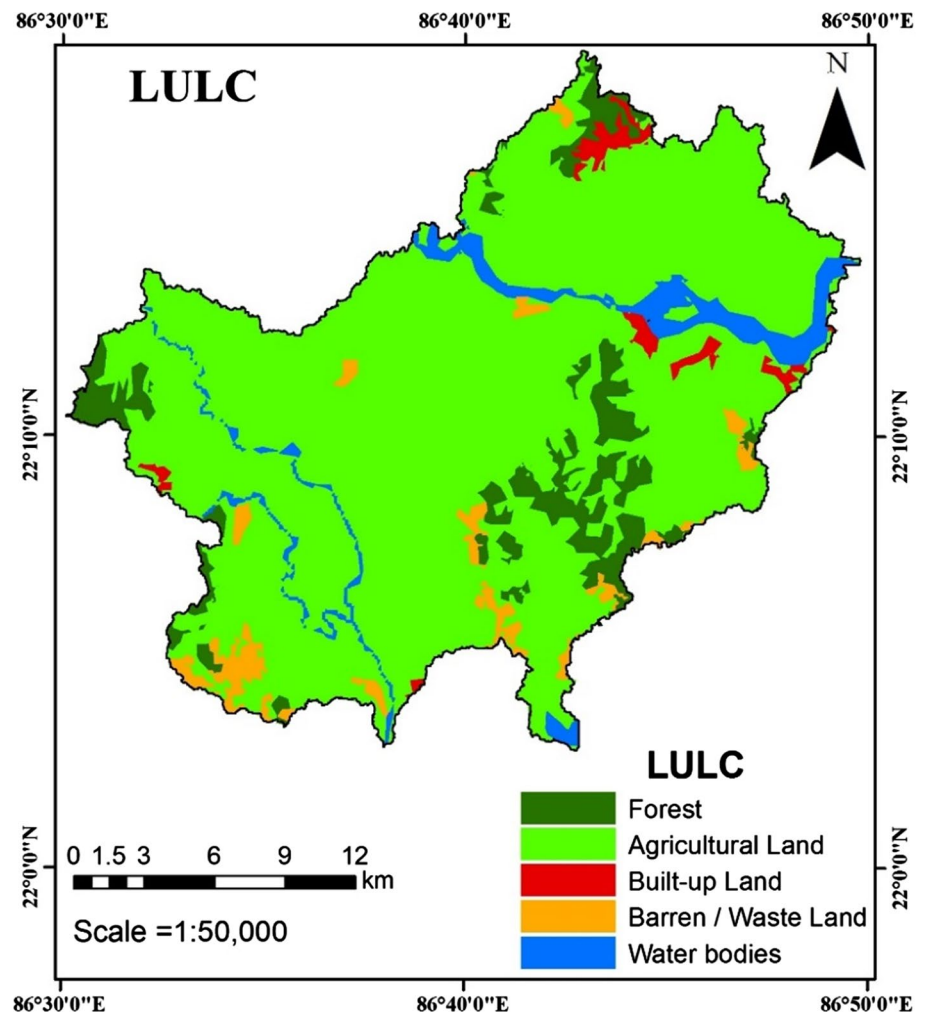 86°30'0"E 86°40'0"E 86°50'0"E
LULC
N
22°10'0"N 22°10'0"N
LULC
Forest
Agricultural Land
Built-up Land
Barren / Waste Land
Water bodies
22°0'0"N 22°0'0"N
0 1.5 3 6 9 12
km
Scale =1:50,000
86°30'0"E 86°40'0"E 86°50'0"E